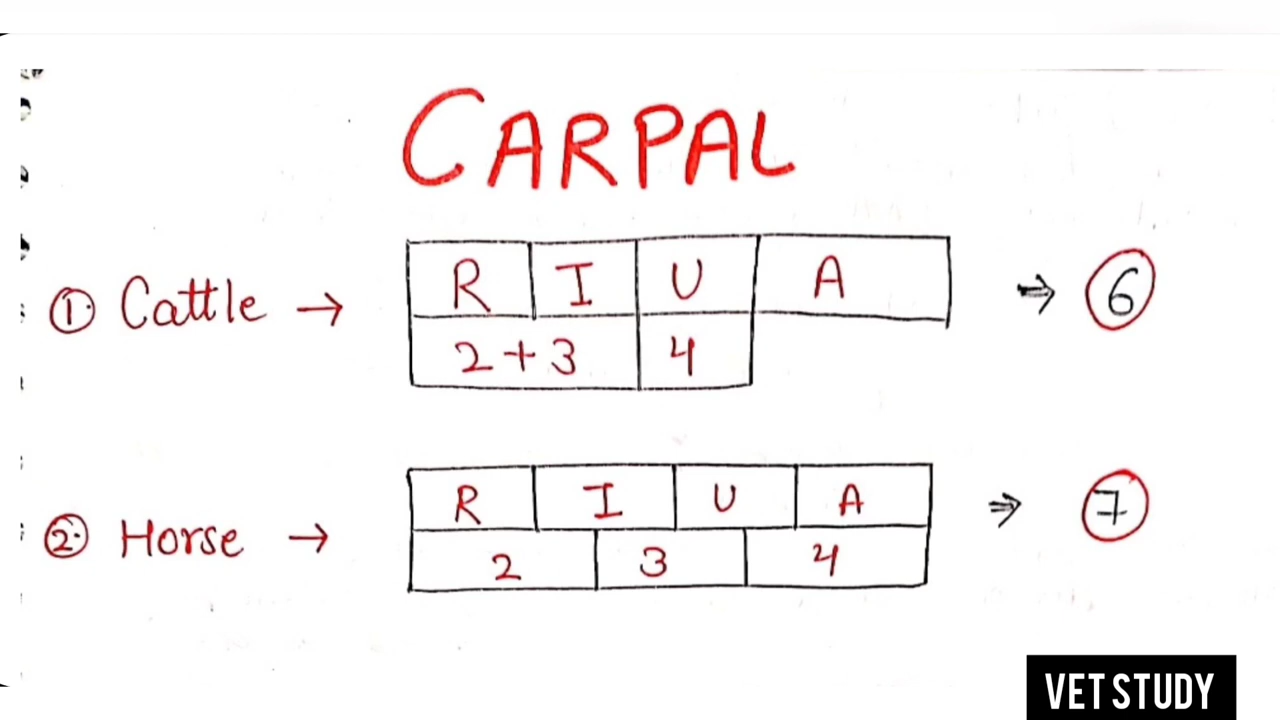 CARPAL
R I U A
① Cattle → ⇒ 6
2+3 4
R I U A ⇒ 7
② Horse →
2 3 4
VET STUDY